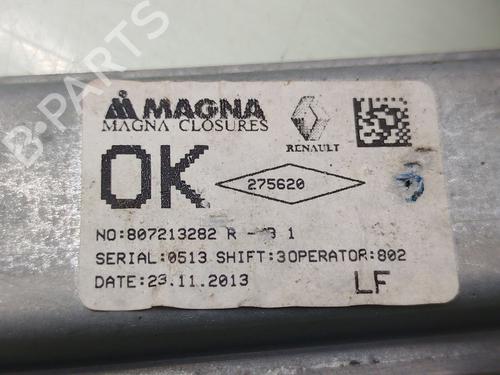 MAGNA
MAGNA CLOSURES
RENAULT
OK
275620
NO:807213282 R - B 1
SERIAL:0513 SHIFT:3OPERATOR:802
DATE:23.11.2013
LF
B-PARTS